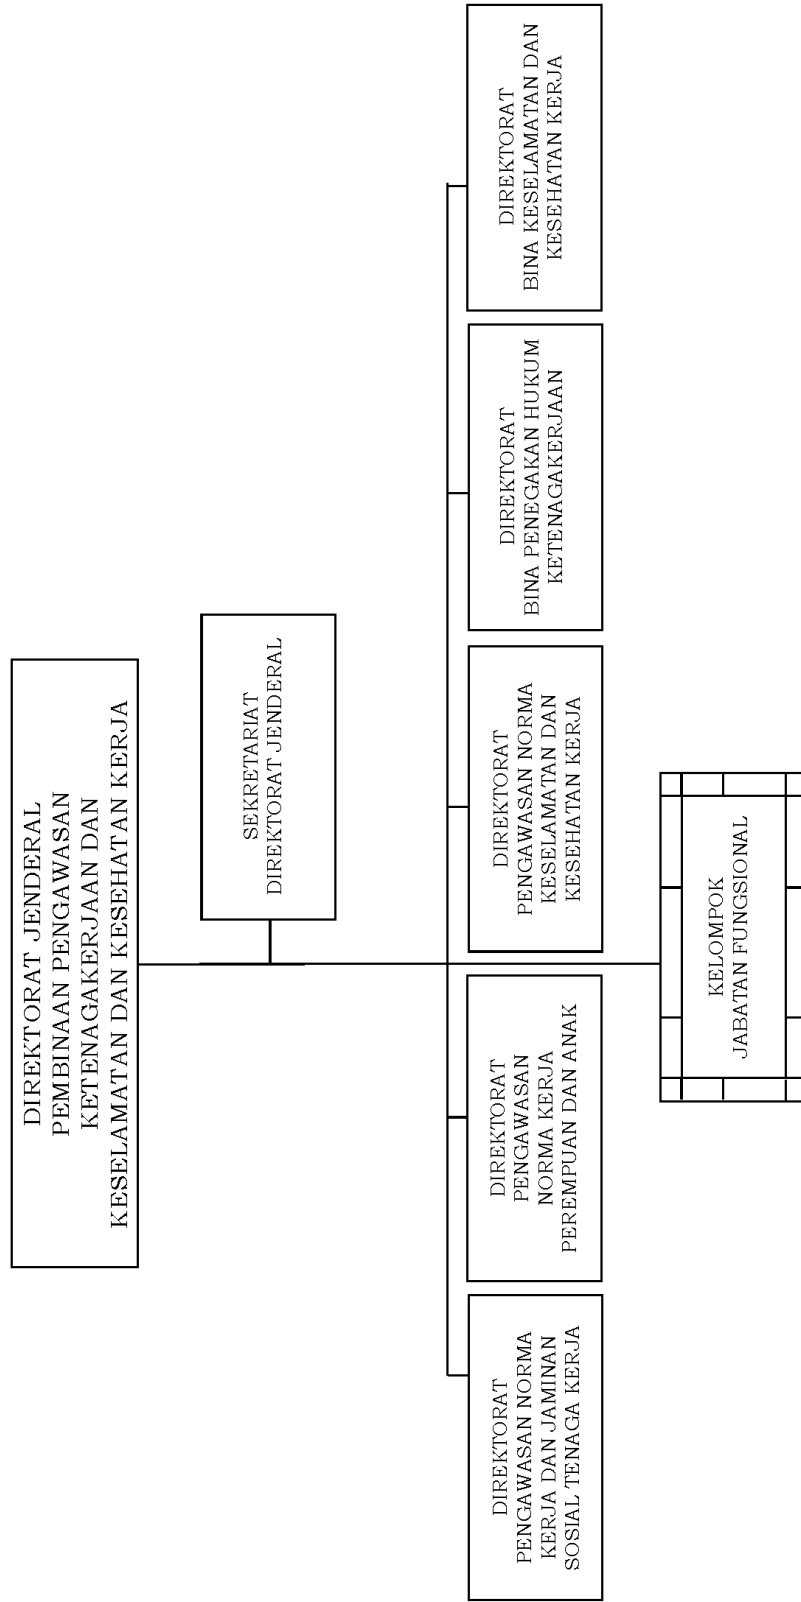 DIREKTORAT JENDERAL
PEMBINAAN PENGAWASAN
KETENAGAKERJAAN DAN
KESELAMATAN DAN KESEHATAN KERJA
SEKRETARIAT
DIREKTORAT JENDERAL
DIREKTORAT
PENGAWASAN NORMA
KERJA DAN JAMINAN
SOSIAL TENAGA KERJA
DIREKTORAT
PENGAWASAN
NORMA KERJA
PEREMPUAN DAN ANAK
DIREKTORAT
PENGAWASAN NORMA
KESELAMATAN DAN
KESEHATAN KERJA
DIREKTORAT
BINA PENEGAKAN HUKUM
KETENAGAKERJAAN
DIREKTORAT
BINA KESELAMATAN DAN
KESEHATAN KERJA
KELOMPOK
JABATAN FUNGSIONAL